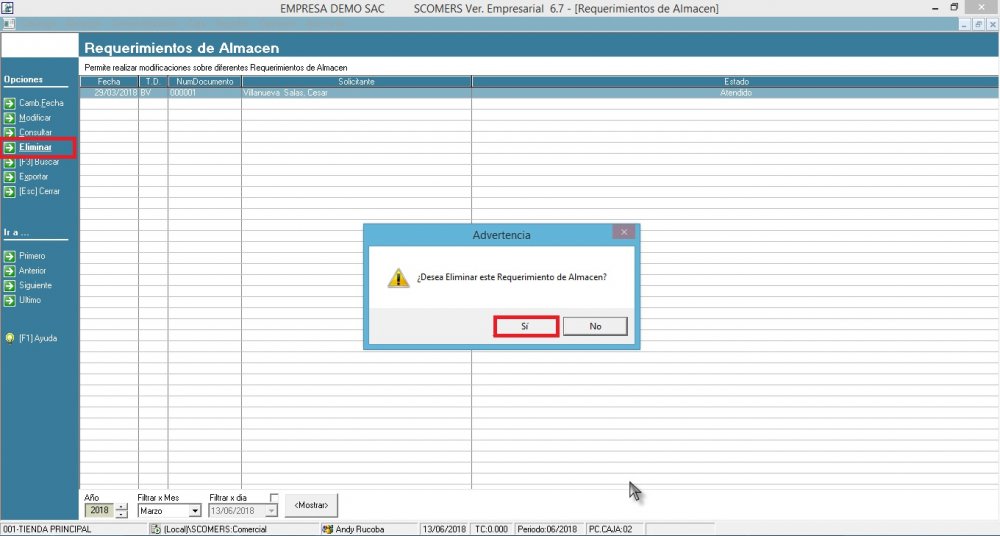 EMPRESA DEMO SAC SCOMERS Ver. Empresarial 6.7 - [Requerimientos de Almacen]
Requerimientos de Almacen
Permite realizar modificaciones sobre diferentes Requerimientos de Almacen
Opciones
Camb.Fecha
Modificar
Consultar
Eliminar
[F3] Buscar
Exportar
[Esc] Cerrar
Ir a ...
Primero
Anterior
Siguiente
Ultimo
[F1] Ayuda
Fecha T.D. NumDocumento Solicitante Estado
29/03/2018 BV 000001 Villanueva Salas, Cesar Atendido
Advertencia
¿Desea Eliminar este Requerimiento de Almacen?
Sí No
Año Filtrar x Mes Filtrar x dia
2018 Marzo 13/06/2018 <Mostrar>
001-TIENDA PRINCIPAL (Local)\SCOMERS:Comercial Andy Rucoba 13/06/2018 TC:0.000 Periodo:06/2018 PC.CAJA:02